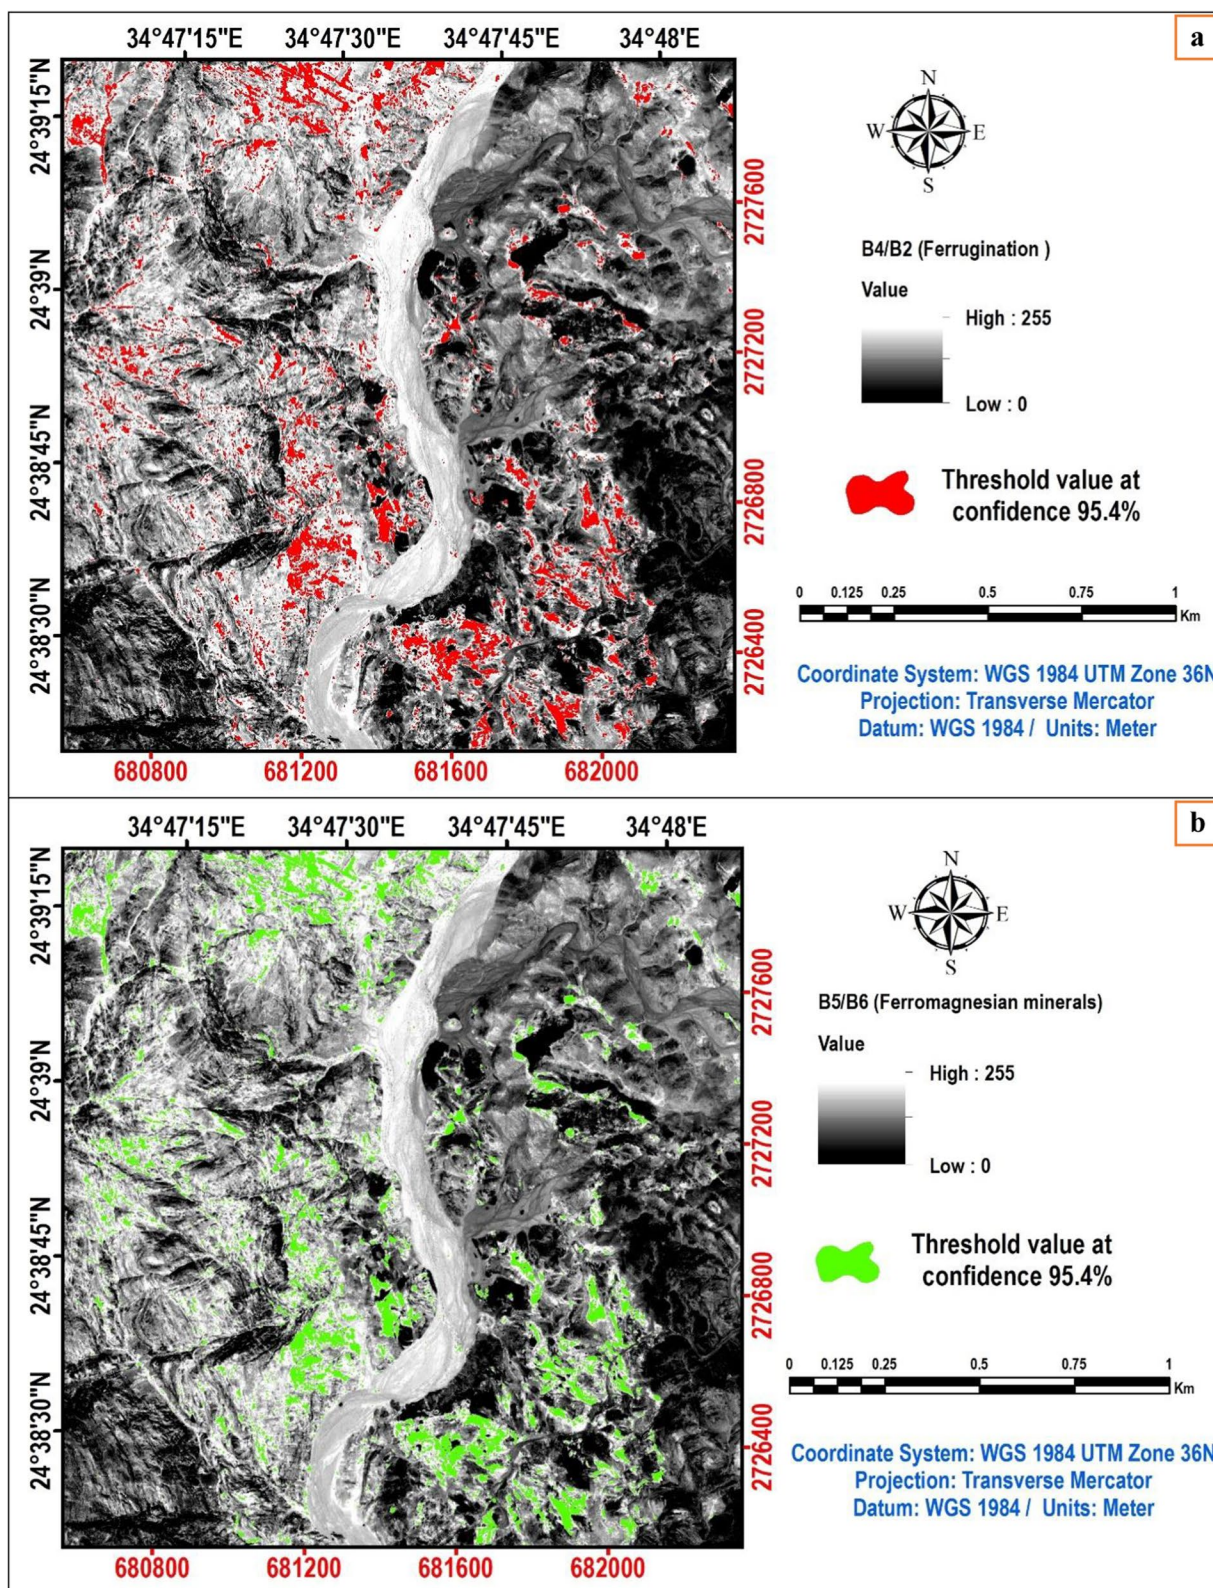 a
34°47'15"E 34°47'30"E 34°47'45"E 34°48'E
24°39'15"N
24°39'N
24°38'45"N
24°38'30"N
2727600
2727200
2726800
2726400
680800 681200 681600 682000
N
W E
S
B4/B2 (Ferrugination )
Value
High : 255
Low : 0
Threshold value at
confidence 95.4%
0 0.125 0.25 0.5 0.75 1
Km
Coordinate System: WGS 1984 UTM Zone 36N
Projection: Transverse Mercator
Datum: WGS 1984 / Units: Meter
b
34°47'15"E 34°47'30"E 34°47'45"E 34°48'E
24°39'15"N
24°39'N
24°38'45"N
24°38'30"N
2727600
2727200
2726800
2726400
680800 681200 681600 682000
N
W E
S
B5/B6 (Ferromagnesian minerals)
Value
High : 255
Low : 0
Threshold value at
confidence 95.4%
0 0.125 0.25 0.5 0.75 1
Km
Coordinate System: WGS 1984 UTM Zone 36N
Projection: Transverse Mercator
Datum: WGS 1984 / Units: Meter